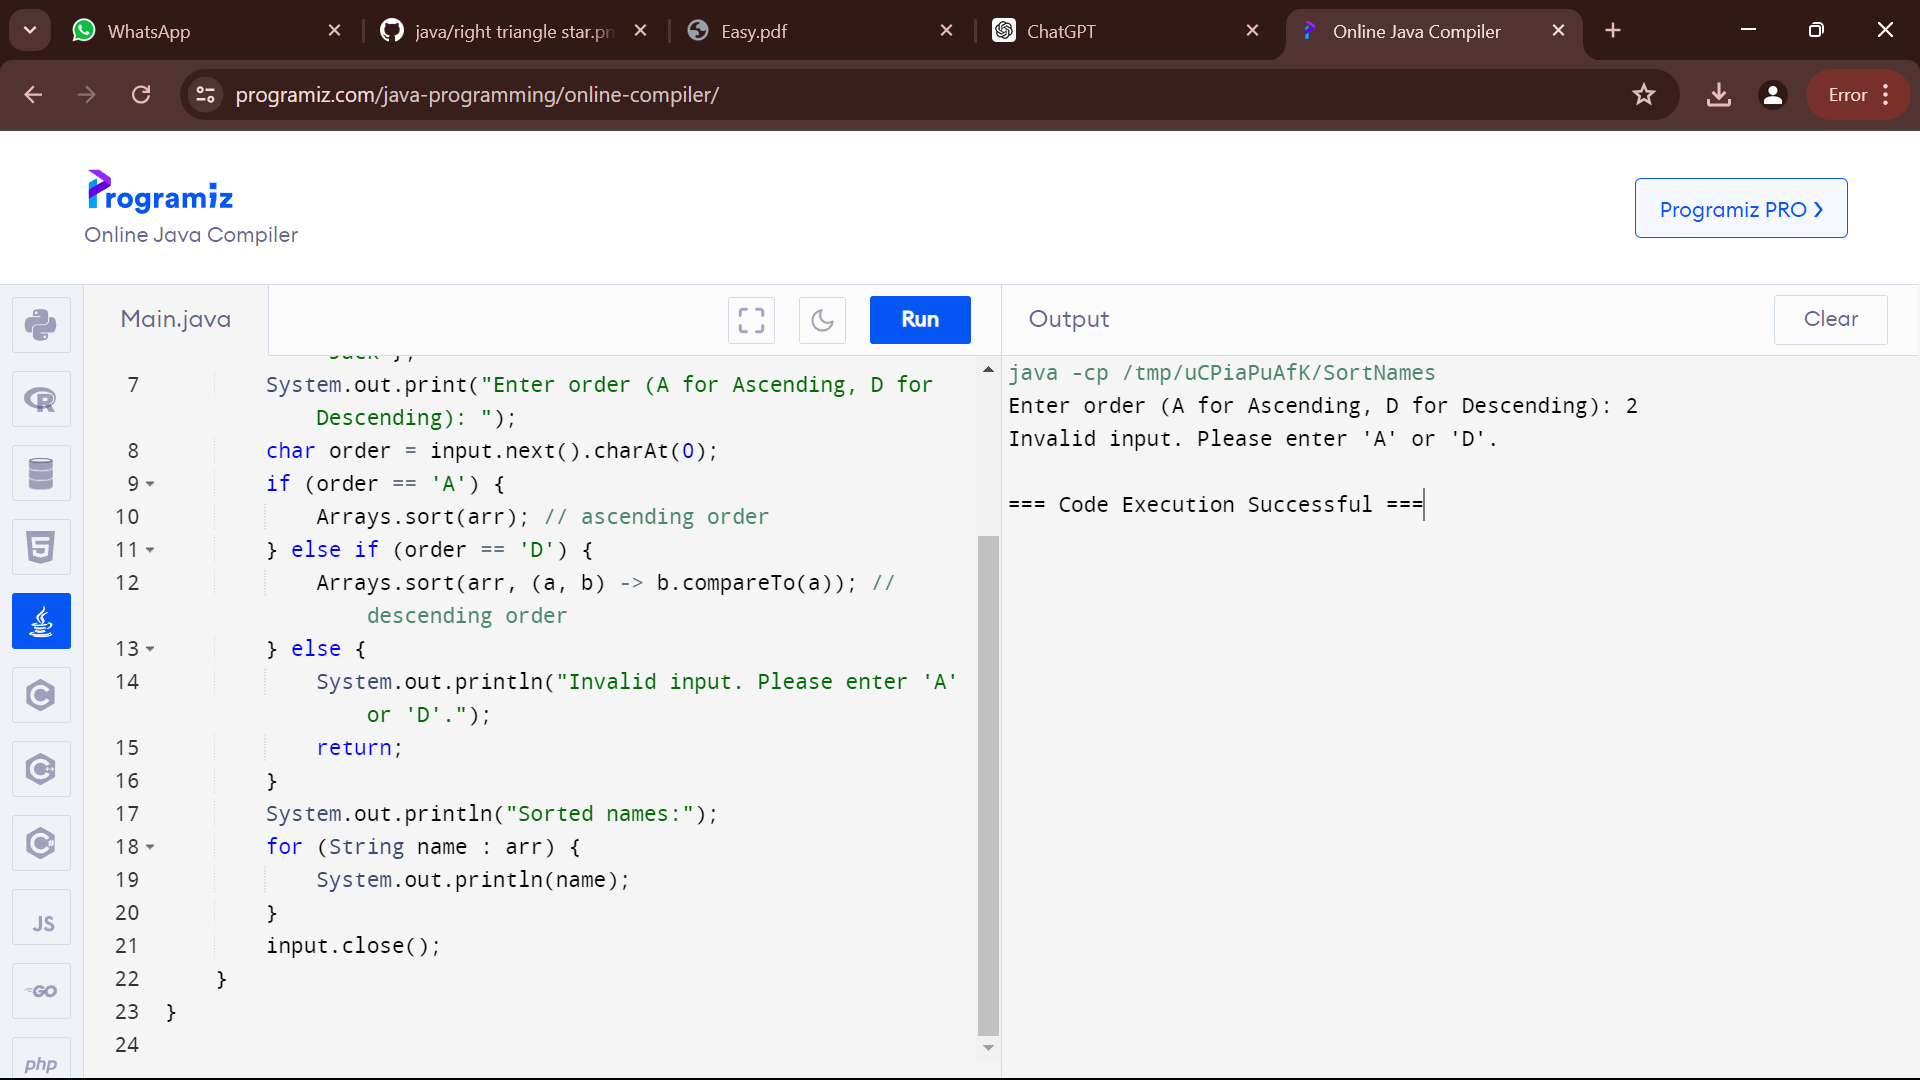 WhatsApp
java/right triangle star.pn
Easy.pdf
ChatGPT
Online Java Compiler
programiz.com/java-programming/online-compiler/
Error
Programiz
Online Java Compiler
Programiz PRO
Main.java
Run
Output
Clear
7 System.out.print("Enter order (A for Ascending, D for
Descending): ");
8 char order = input.next().charAt(0);
9 if (order == 'A') {
10 Arrays.sort(arr); // ascending order
11 } else if (order == 'D') {
12 Arrays.sort(arr, (a, b) -> b.compareTo(a)); //
descending order
13 } else {
14 System.out.println("Invalid input. Please enter 'A'
or 'D'.");
15 return;
16 }
17 System.out.println("Sorted names:");
18 for (String name : arr) {
19 System.out.println(name);
20 }
21 input.close();
22 }
23 }
24
java -cp /tmp/uCPiaPuAfK/SortNames
Enter order (A for Ascending, D for Descending): 2
Invalid input. Please enter 'A' or 'D'.
=== Code Execution Successful ===
R
5
C
C++
C#
JS
GO
php